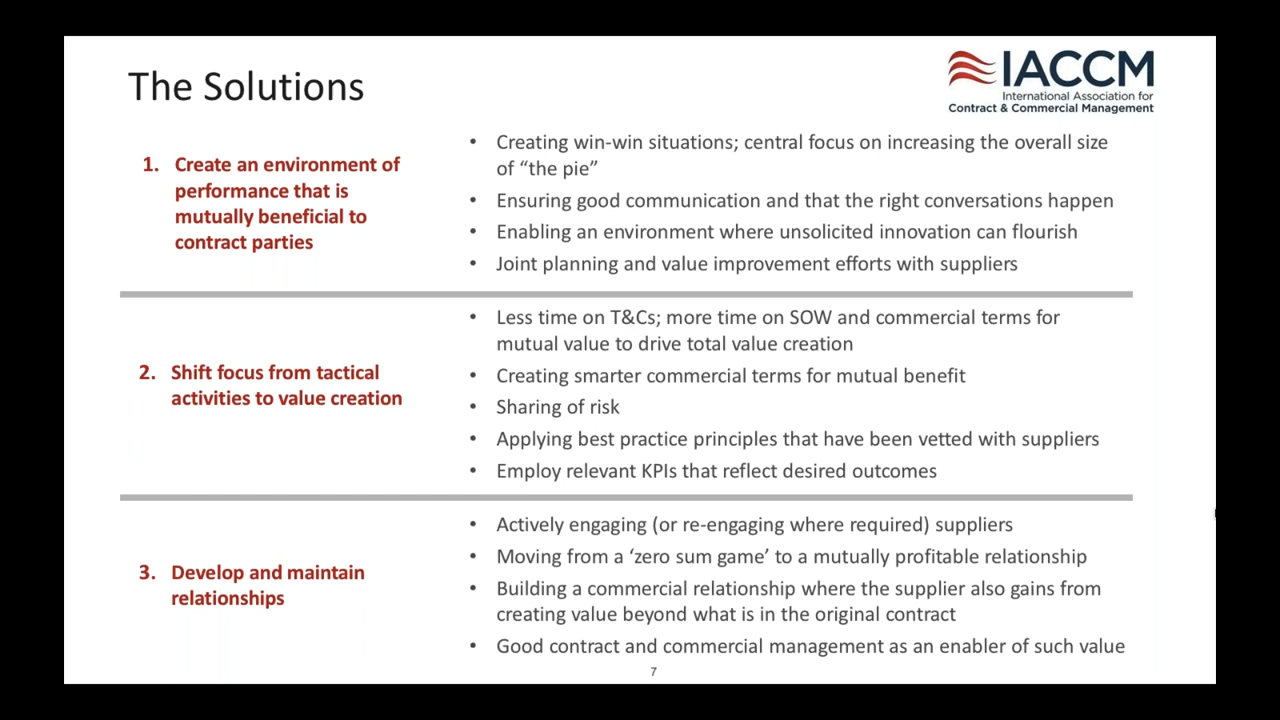 The Solutions
IACCM
International Association for
Contract & Commercial Management
1. Create an environment of
performance that is
mutually beneficial to
contract parties
• Creating win-win situations; central focus on increasing the overall size
of “the pie”
• Ensuring good communication and that the right conversations happen
• Enabling an environment where unsolicited innovation can flourish
• Joint planning and value improvement efforts with suppliers
2. Shift focus from tactical
activities to value creation
• Less time on T&Cs; more time on SOW and commercial terms for
mutual value to drive total value creation
• Creating smarter commercial terms for mutual benefit
• Sharing of risk
• Applying best practice principles that have been vetted with suppliers
• Employ relevant KPIs that reflect desired outcomes
3. Develop and maintain
relationships
• Actively engaging (or re-engaging where required) suppliers
• Moving from a ‘zero sum game’ to a mutually profitable relationship
• Building a commercial relationship where the supplier also gains from
creating value beyond what is in the original contract
• Good contract and commercial management as an enabler of such value
7